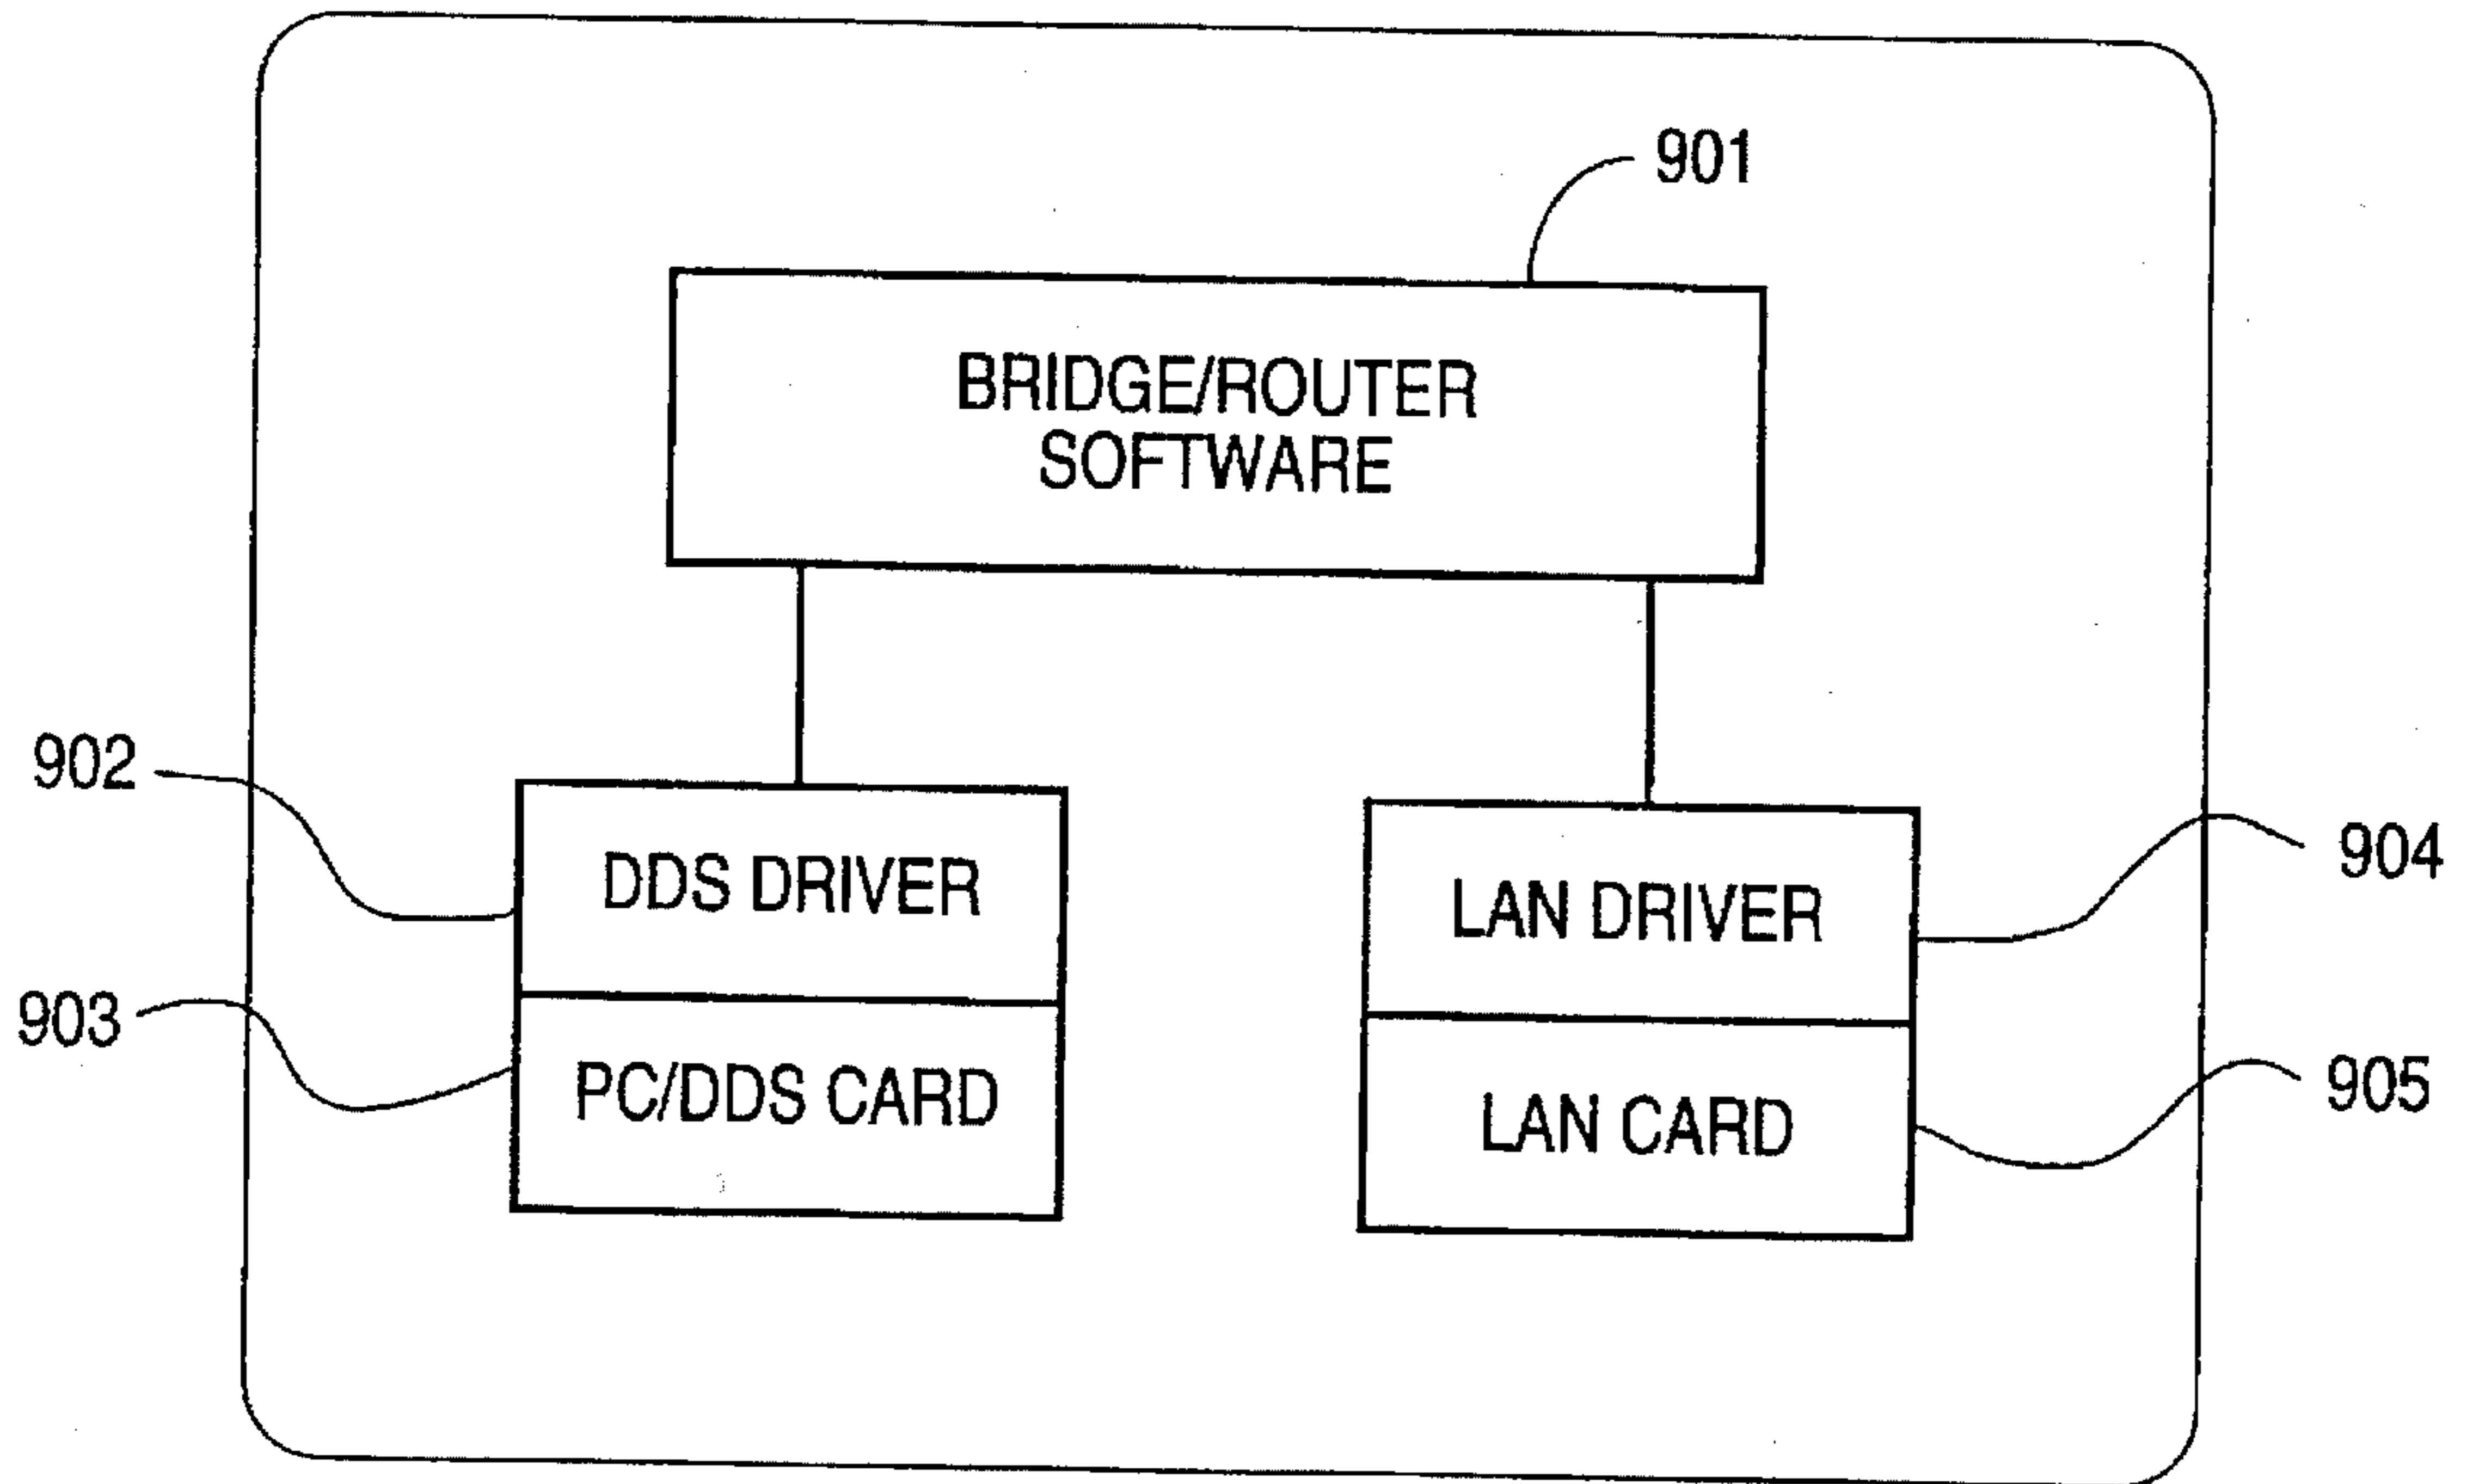 901
BRIDGE/ROUTER
SOFTWARE
902
DDS DRIVER
LAN DRIVER
904
903
PC/DDS CARD
LAN CARD
905